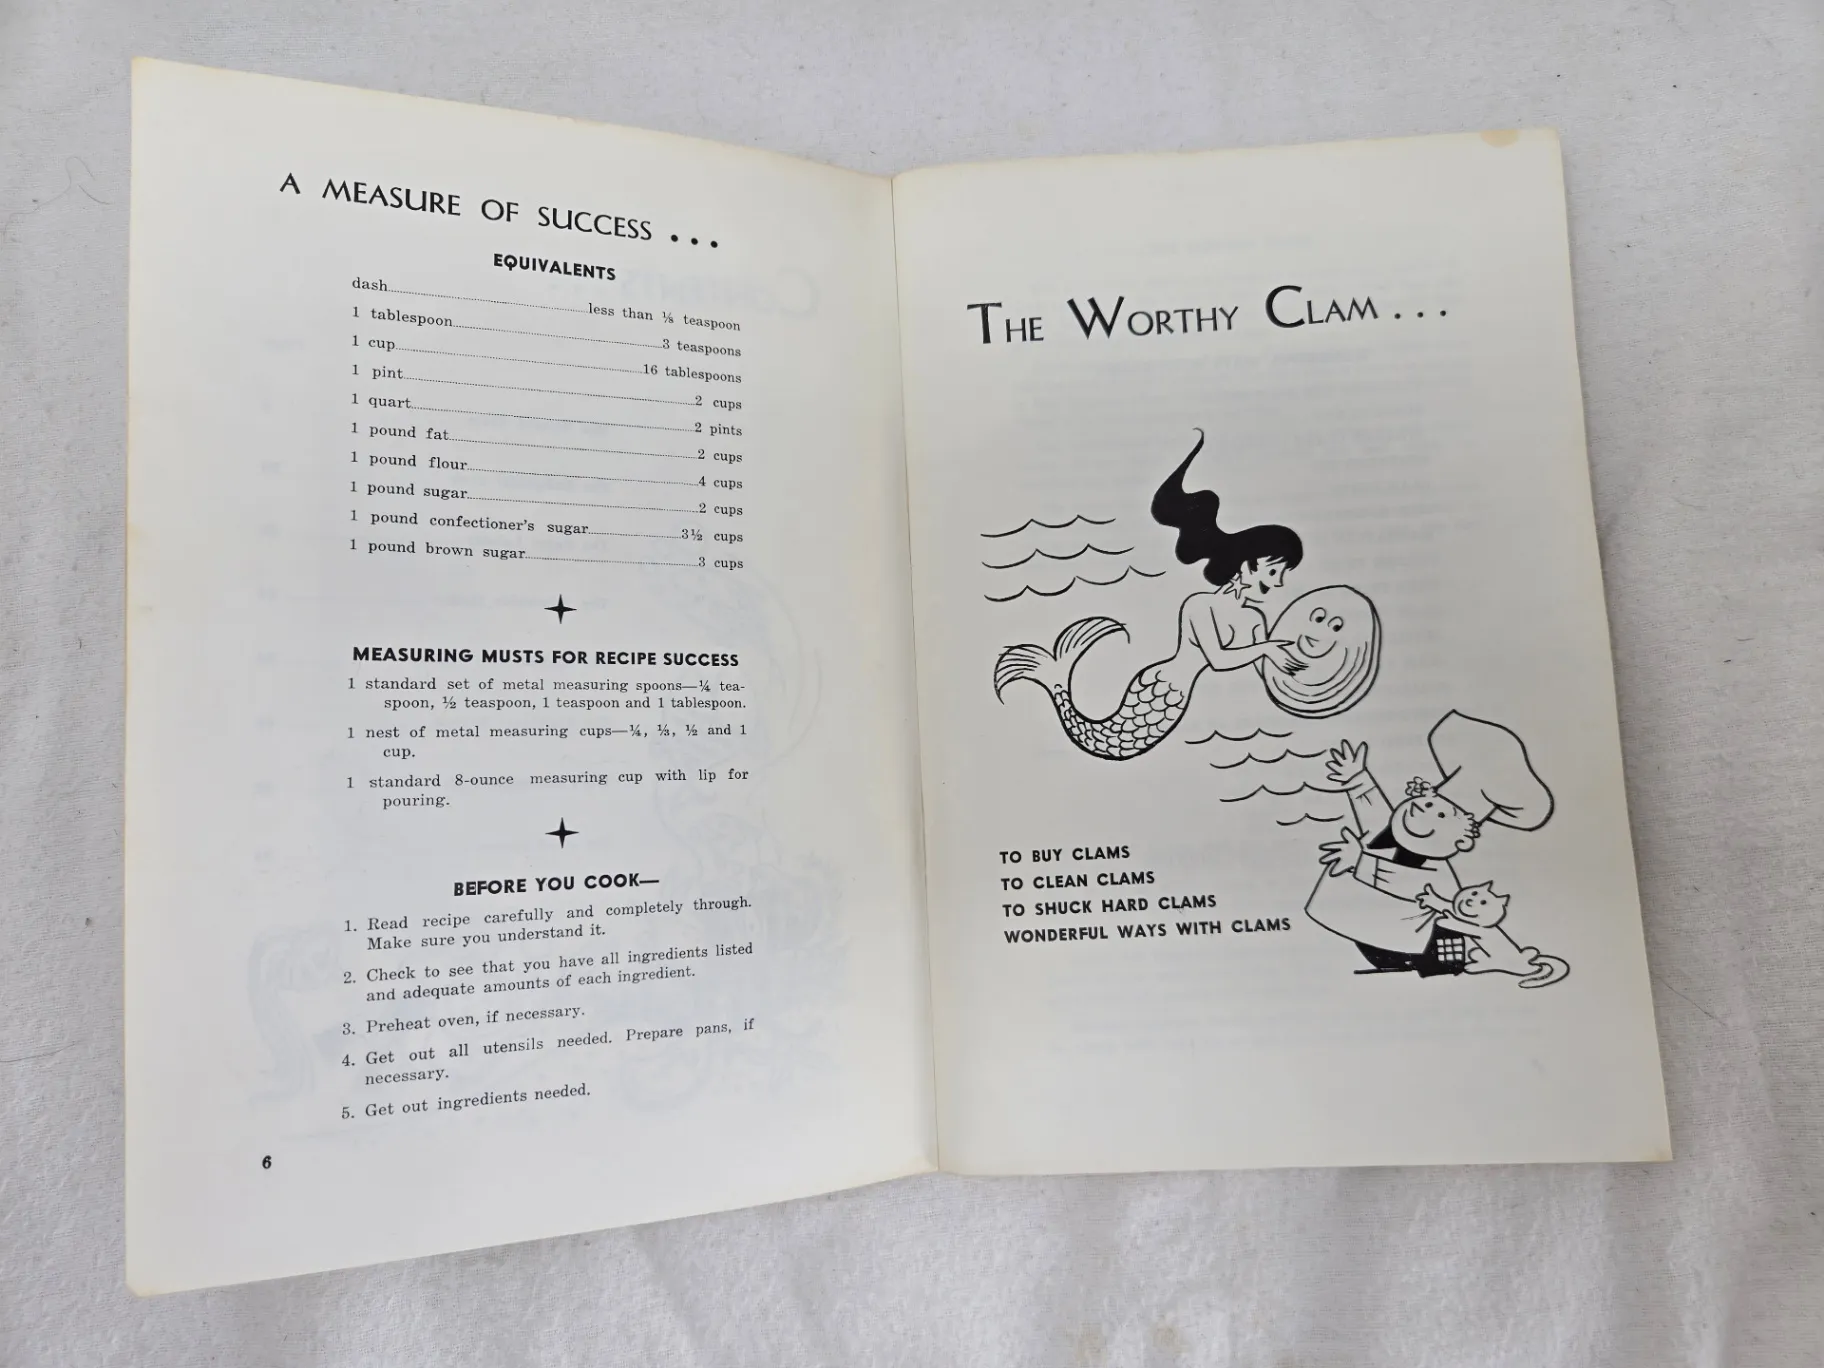 A MEASURE OF SUCCESS . . .
EQUIVALENTS
dash........................less than ⅛ teaspoon
1 tablespoon........................3 teaspoons
1 cup........................16 tablespoons
1 pint........................2 cups
1 quart........................2 pints
1 pound fat........................2 cups
1 pound flour........................4 cups
1 pound sugar........................2 cups
1 pound confectioner's sugar........................3½ cups
1 pound brown sugar........................3 cups
MEASURING MUSTS FOR RECIPE SUCCESS
1 standard set of metal measuring spoons—¼ tea-
spoon, ½ teaspoon, 1 teaspoon and 1 tablespoon.
1 nest of metal measuring cups—¼, ⅓, ½ and 1
cup.
1 standard 8-ounce measuring cup with lip for
pouring.
BEFORE YOU COOK—
1. Read recipe carefully and completely through.
Make sure you understand it.
2. Check to see that you have all ingredients listed
and adequate amounts of each ingredient.
3. Preheat oven, if necessary.
4. Get out all utensils needed. Prepare pans, if
necessary.
5. Get out ingredients needed.
6
THE WORTHY CLAM . . .
TO BUY CLAMS
TO CLEAN CLAMS
TO SHUCK HARD CLAMS
WONDERFUL WAYS WITH CLAMS